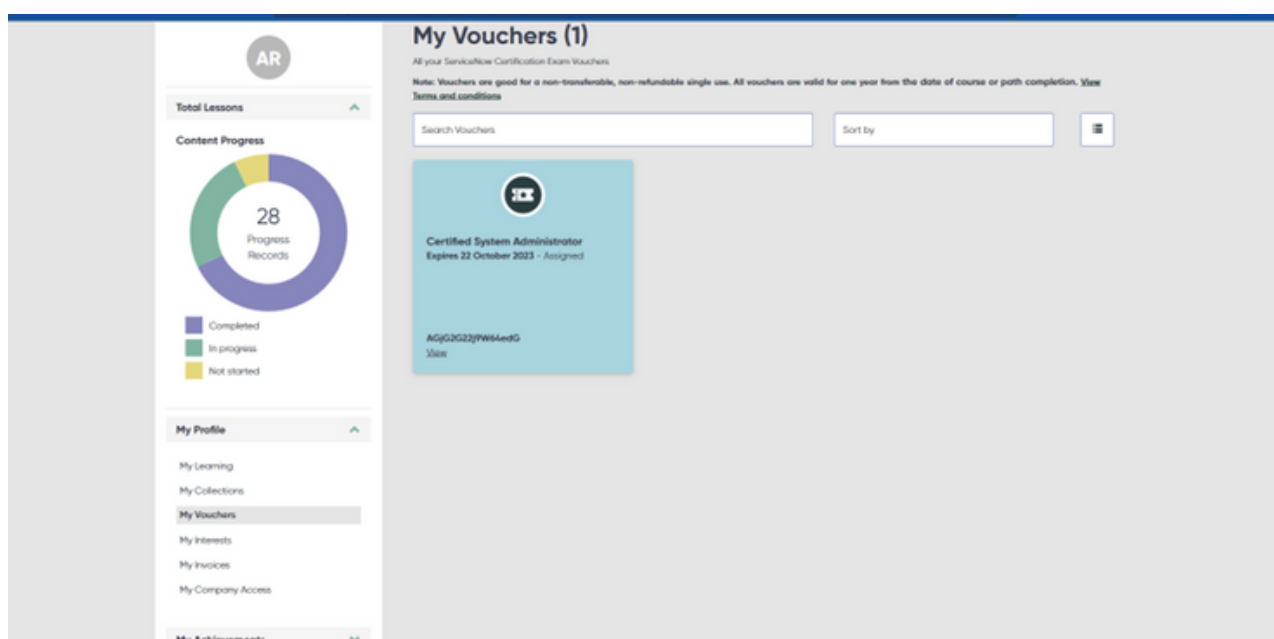 AR
Total Lessons
Content Progress
28
Progress
Records
Completed
In progress
Not started
My Profile
My Learning
My Collections
My Vouchers
My Interests
My Invoices
My Company Access
My Achievements
My Vouchers (1)
All your ServiceNow Certification Exam Vouchers
Note: Vouchers are good for a non-transferable, non-refundable single use. All vouchers are valid for one year from the date of course or path completion. View
Terms and conditions
Search Vouchers
Sort by
Certified System Administrator
Expires 22 October 2023 - Assigned
View